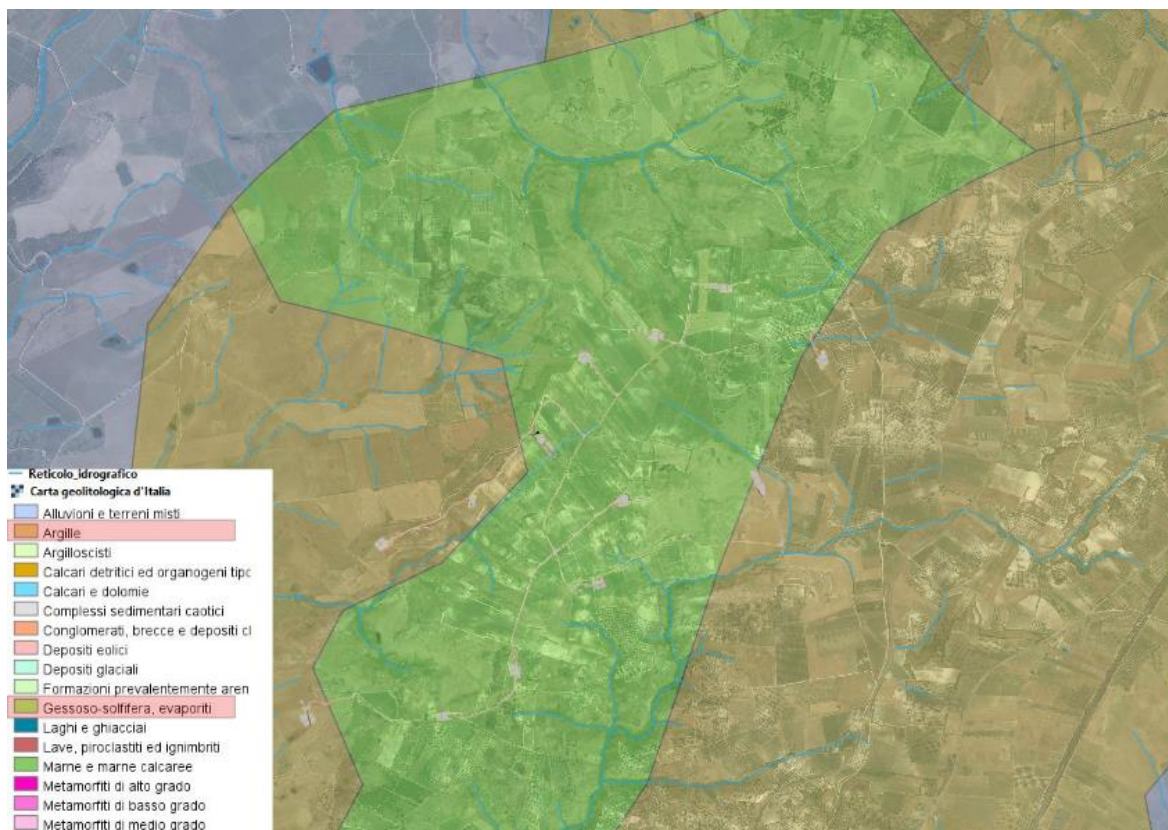 Reticolo_idrografico
Carta geolitologica d'Italia
Alluvioni e terreni misti
Argille
Argilloscisti
Calcari detritici ed organogeni tipc
Calcari e dolomie
Complessi sedimentari caotici
Conglomerati, brecce e depositi cl
Depositi eolici
Depositi glaciali
Formazioni prevalentemente aren
Gessoso-solfifera, evaporiti
Laghi e ghiacciai
Lave, piroclastiti ed ignimbriti
Marne e marne calcaree
Metamorfiti di alto grado
Metamorfiti di basso grado
Metamorfiti di medio grado